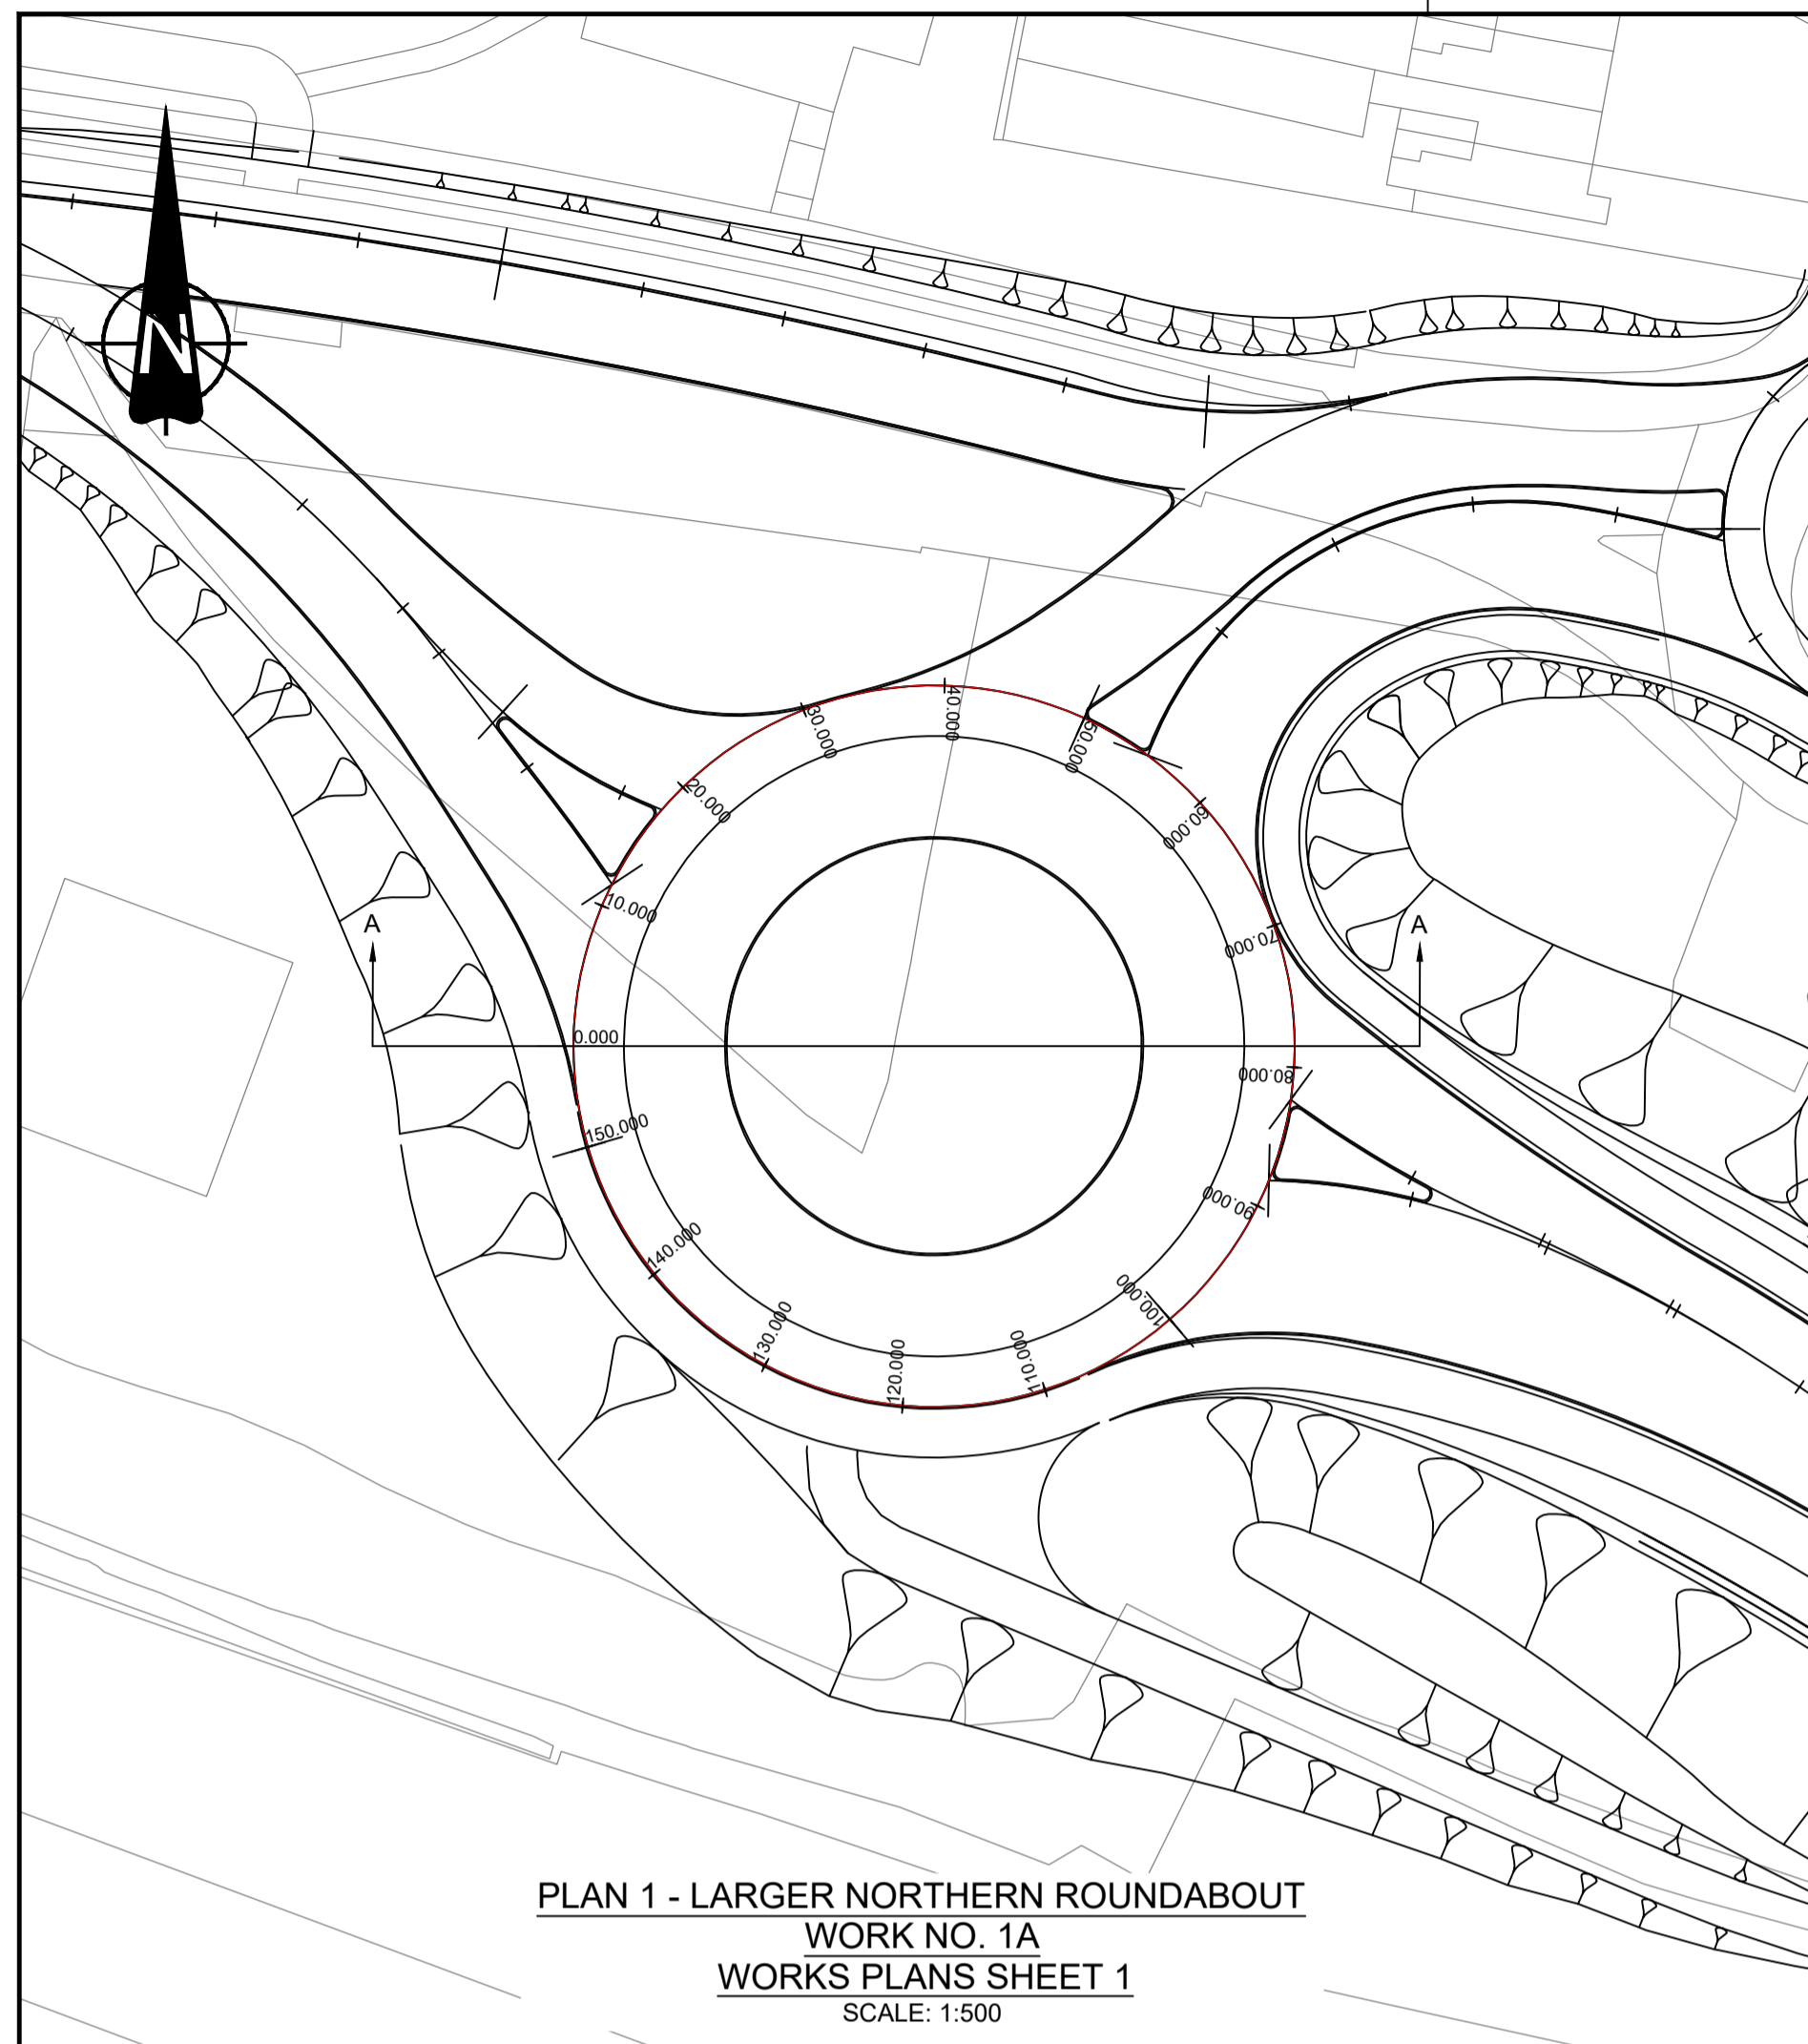 N
40.000
30.000
50.000
20.000
60.000
10.000
A
A
70.000
0.000
80.000
150.000
90.000
140.000
100.000
130.000
120.000
110.000
PLAN 1 - LARGER NORTHERN ROUNDABOUT
WORK NO. 1A
WORKS PLANS SHEET 1
SCALE: 1:500